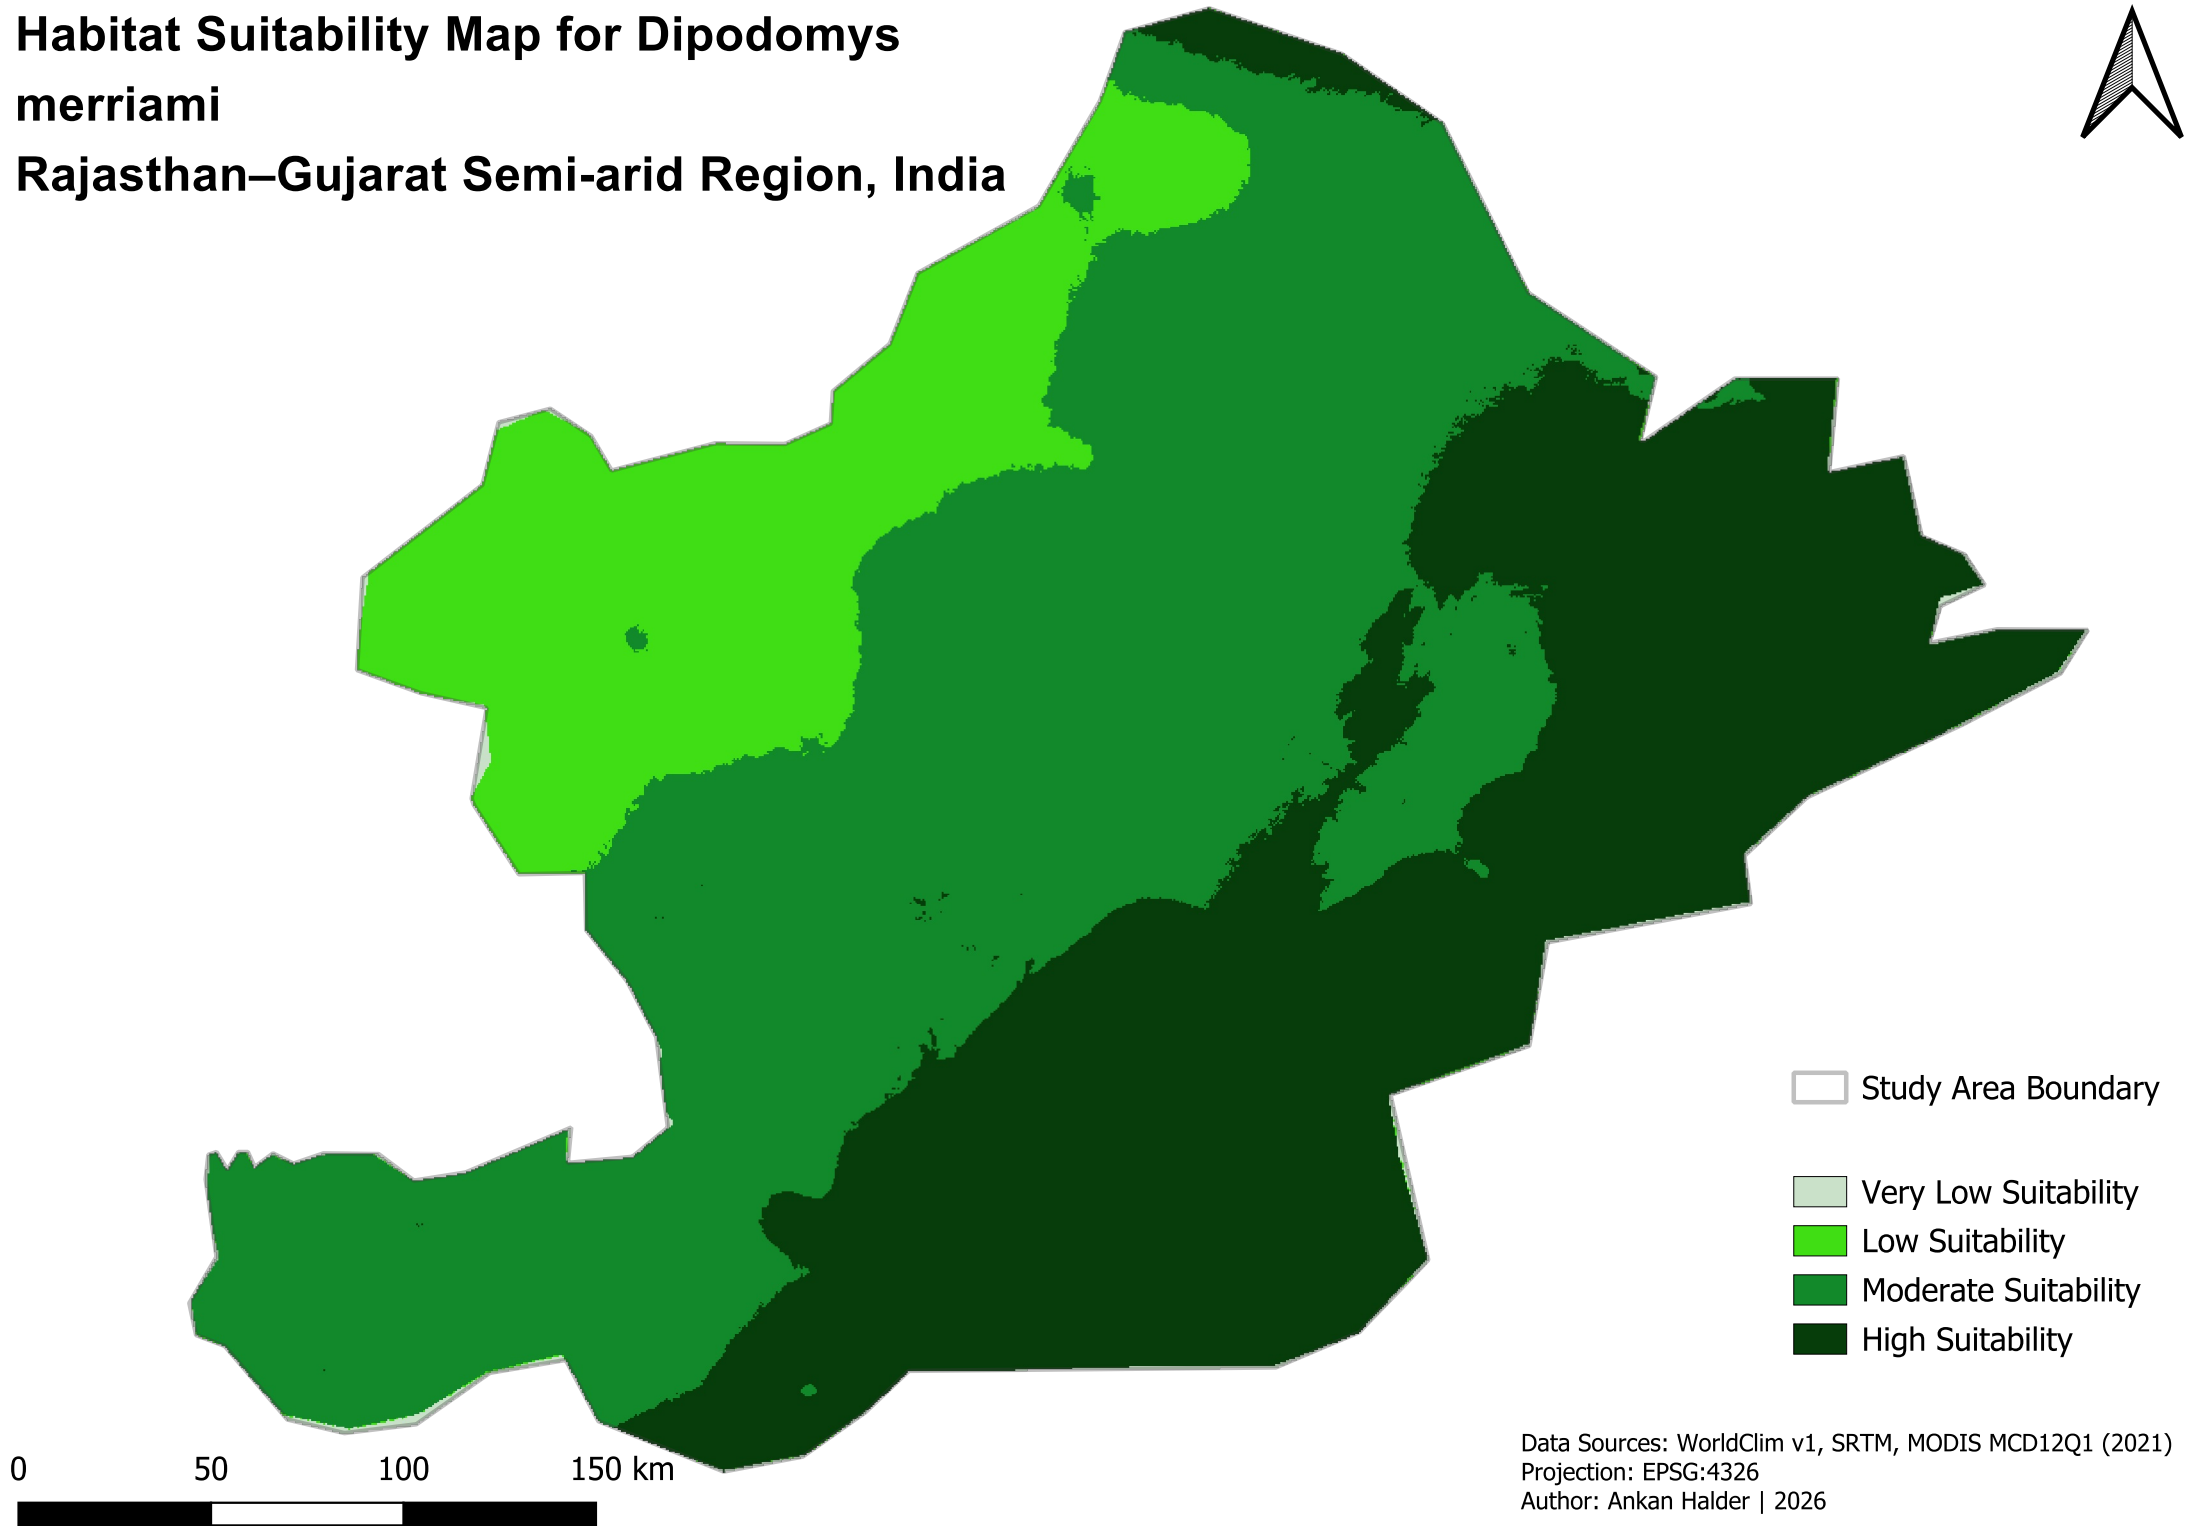 Habitat Suitability Map for Dipodomys
merriami
Rajasthan–Gujarat Semi-arid Region, India
Study Area Boundary
Very Low Suitability
Low Suitability
Moderate Suitability
High Suitability
0 50 100 150 km
Data Sources: WorldClim v1, SRTM, MODIS MCD12Q1 (2021)
Projection: EPSG:4326
Author: Ankan Halder | 2026